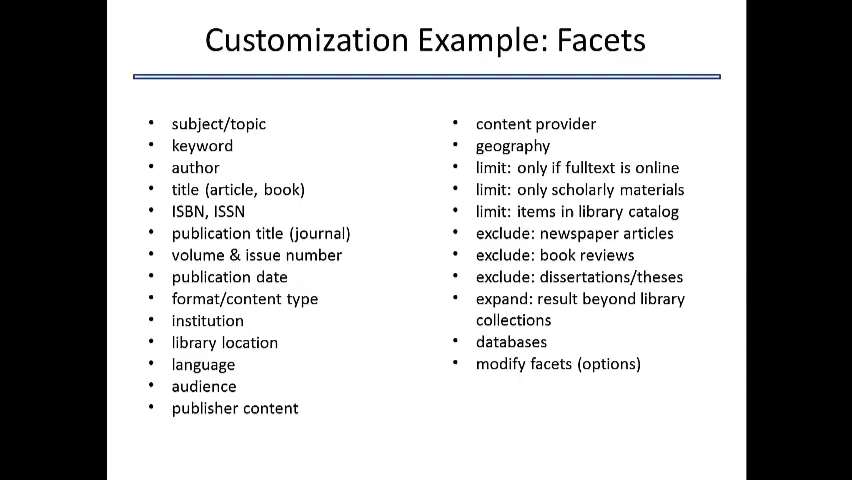 Customization Example: Facets
• subject/topic
• keyword
• author
• title (article, book)
• ISBN, ISSN
• publication title (journal)
• volume & issue number
• publication date
• format/content type
• institution
• library location
• language
• audience
• publisher content
• content provider
• geography
• limit: only if fulltext is online
• limit: only scholarly materials
• limit: items in library catalog
• exclude: newspaper articles
• exclude: book reviews
• exclude: dissertations/theses
• expand: result beyond library
collections
• databases
• modify facets (options)